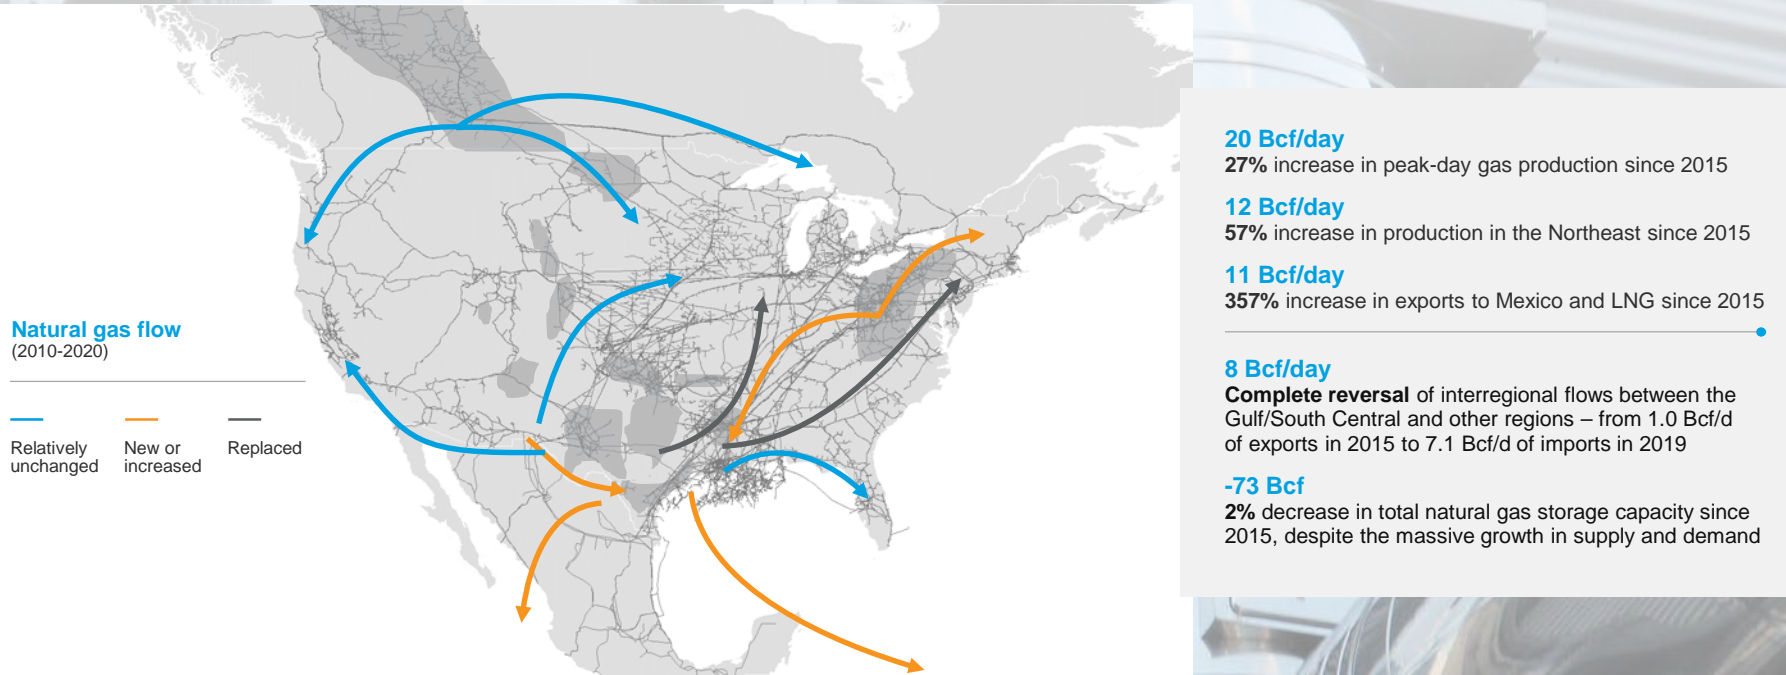 Natural gas flow
(2010-2020)
Relatively
unchanged
New or
increased
Replaced
20 Bcf/day
27% increase in peak-day gas production since 2015
12 Bcf/day
57% increase in production in the Northeast since 2015
11 Bcf/day
357% increase in exports to Mexico and LNG since 2015
8 Bcf/day
Complete reversal of interregional flows between the
Gulf/South Central and other regions – from 1.0 Bcf/d
of exports in 2015 to 7.1 Bcf/d of imports in 2019
-73 Bcf
2% decrease in total natural gas storage capacity since
2015, despite the massive growth in supply and demand